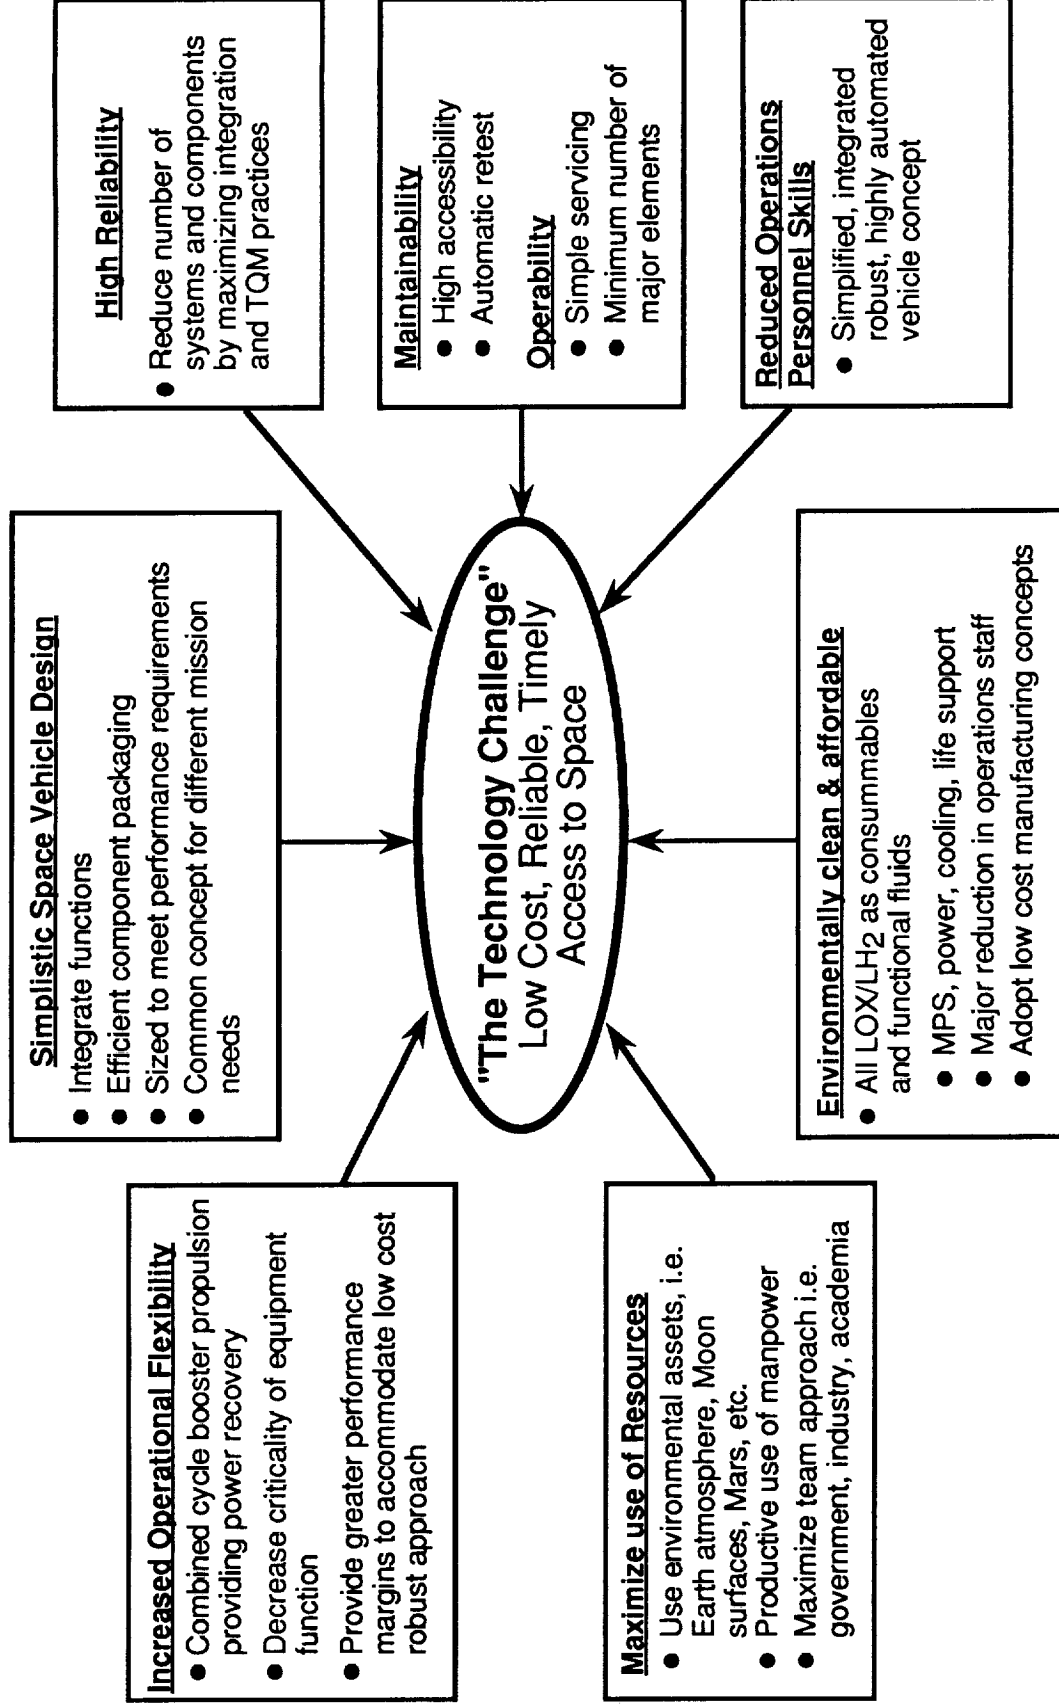 Simplistic Space Vehicle Design
● Integrate functions
● Efficient component packaging
● Sized to meet performance requirements
● Common concept for different mission
needs
Increased Operational Flexibility
● Combined cycle booster propulsion
providing power recovery
● Decrease criticality of equipment
function
● Provide greater performance
margins to accommodate low cost
robust approach
High Reliability
● Reduce number of
systems and components
by maximizing integration
and TQM practices
"The Technology Challenge"
Low Cost, Reliable, Timely
Access to Space
Maintainability
● High accessibility
● Automatic retest
Operability
● Simple servicing
● Minimum number of
major elements
Maximize use of Resources
● Use environmental assets, i.e.
Earth atmosphere, Moon
surfaces, Mars, etc.
● Productive use of manpower
● Maximize team approach i.e.
government, industry, academia
Environmentally clean & affordable
● All LOX/LH2 as consummables
and functional fluids
● MPS, power, cooling, life support
● Major reduction in operations staff
● Adopt low cost manufacturing concepts
Reduced Operations
Personnel Skills
● Simplified, integrated
robust, highly automated
vehicle concept